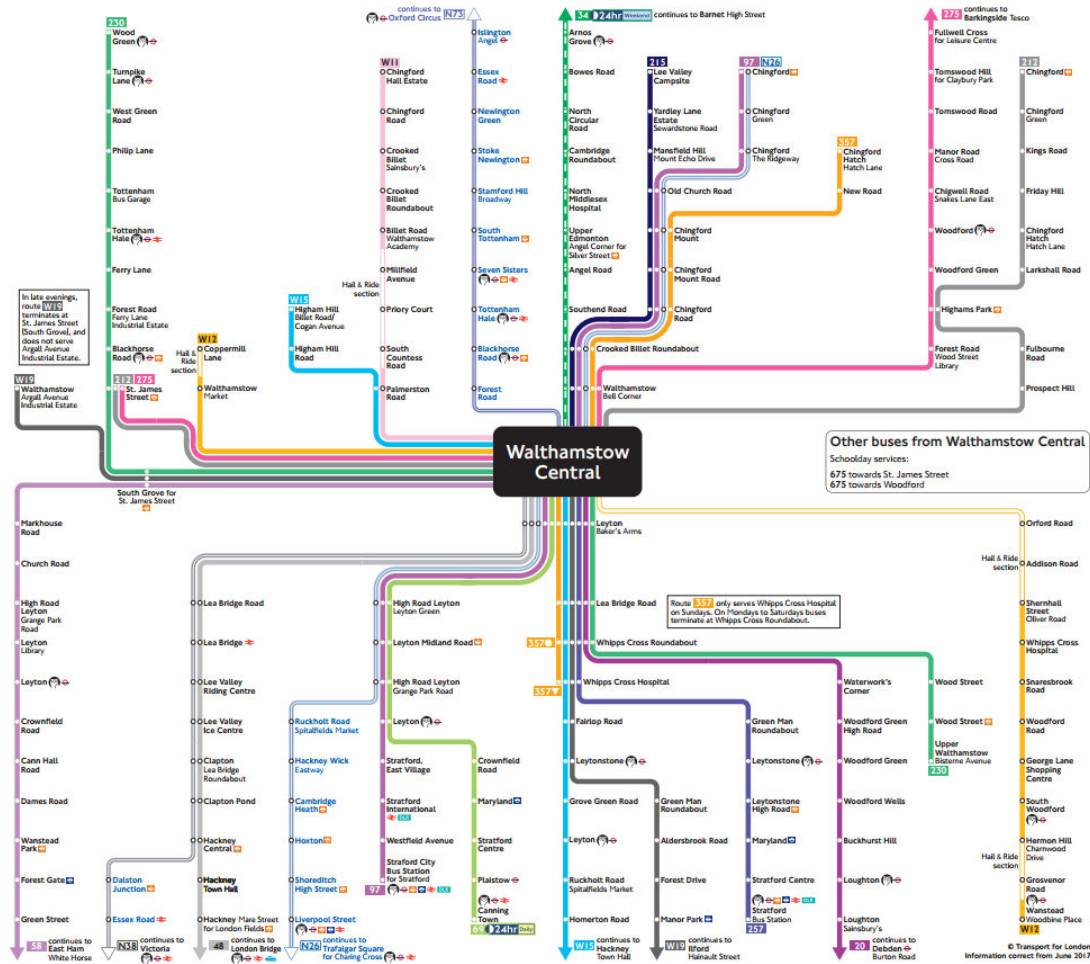 continues to
Oxford Circus N73
34 24hr Weekend continues to Barnet High Street
275 continues to
Barkingside Tesco
230
Wood
Green
Turnpike
Lane
West Green
Road
Philip Lane
Tottenham
Bus Garage
Tottenham
Hale
Ferry Lane
Forest Road
Ferry Lane
Industrial Estate
Blackhorse
Road
212 275
St. James
Street
In late evenings,
route W19
terminates at
St. James Street
(South Grove), and
does not serve
Argall Avenue
Industrial Estate.
W19
Walthamstow
Argall Avenue
Industrial Estate
W12
Coppermill
Lane
Hail &
Ride
section
Walthamstow
Market
South Grove for
St. James Street
W15
Higham Hill
Billet Road/
Cogan Avenue
Higham Hill
Road
W11
Chingford
Hall Estate
Chingford
Road
Crooked
Billet
Sainsbury's
Crooked
Billet
Roundabout
Billet Road
Walthamstow
Academy
Millfield
Avenue
Hail & Ride
section
Priory Court
South
Countess
Road
Palmerston
Road
Islington
Angel
Essex
Road
Newington
Green
Stoke
Newington
Stamford Hill
Broadway
South
Tottenham
Seven Sisters
Tottenham
Hale
Blackhorse
Road
Forest
Road
Arnos
Grove
Bowes Road
North
Circular
Road
Cambridge
Roundabout
North
Middlesex
Hospital
Upper
Edmonton
Angel Corner for
Silver Street
Angel Road
Southend Road
215
Lee Valley
Campsite
Yardley Lane
Estate
Sewardstone Road
Mansfield Hill
Mount Echo Drive
97 N26
Chingford
Chingford
Green
Chingford
The Ridgeway
Old Church Road
Chingford
Mount
Chingford
Mount Road
Chingford
Road
Crooked Billet Roundabout
Walthamstow
Bell Corner
357
Chingford
Hatch
Hatch Lane
New Road
Fullwell Cross
for Leisure Centre
Tomswood Hill
for Claybury Park
Tomswood Road
Manor Road
Cross Road
Chigwell Road
Snakes Lane East
Woodford
Woodford Green
Highams Park
Forest Road
Wood Street
Library
212
Chingford
Chingford
Green
Kings Road
Friday Hill
Chingford
Hatch
Hatch Lane
Larkshall Road
Fulbourne
Road
Prospect Hill
Walthamstow
Central
Other buses from Walthamstow Central
Schoolday services:
675 towards St. James Street
675 towards Woodford
Markhouse
Road
Church Road
High Road
Leyton
Grange Park
Road
Leyton
Library
Leyton
Crownfield
Road
Cann Hall
Road
Dames Road
Wanstead
Park
Forest Gate
Green Street
58 continues to
East Ham
White Horse
Lea Bridge Road
Lea Bridge
Lee Valley
Riding Centre
Lee Valley
Ice Centre
Clapton
Lea Bridge
Roundabout
Clapton Pond
Hackney
Central
Dalston
Junction
Hackney
Town Hall
Essex Road
Hackney Mare Street
for London Fields
N38 continues to
Victoria
48 continues to
London Bridge
High Road Leyton
Leyton Green
Leyton Midland Road
High Road Leyton
Grange Park Road
Ruckholt Road
Spitalfields Market
Hackney Wick
Eastway
Cambridge
Heath
Hoxton
Shoreditch
High Street
Liverpool Street
N26 continues to
Trafalgar Square
for Charing Cross
Leyton
Stratford,
East Village
Stratford
International
DLR
Westfield Avenue
Straford City
Bus Station
for Stratford
97
DLR
Crownfield
Road
Maryland
Stratford
Centre
Plaistow
Canning
Town
69 24hr Daily
Leyton
Baker's Arms
Lea Bridge Road
357
Whipps Cross Roundabout
357
Whipps Cross Hospital
Route 357 only serves Whipps Cross Hospital
on Sundays. On Mondays to Saturdays buses
terminate at Whipps Cross Roundabout.
Fairlop Road
Leytonstone
Grove Green Road
Leyton
Ruckholt Road
Spitalfields Market
Homerton Road
W15 continues to
Hackney
Town Hall
Green Man
Roundabout
Aldersbrook Road
Forest Drive
Manor Park
W19 continues to
Ilford
Hainault Street
Green Man
Roundabout
Leytonstone
Leytonstone
High Road
Maryland
Stratford Centre
DLR
Stratford
Bus Station
257
Waterwork's
Corner
Woodford Green
High Road
Woodford Green
Woodford Wells
Buckhurst Hill
Loughton
Loughton
Sainsbury's
20 continues to
Debden
Burton Road
Wood Street
Wood Street
Upper
Walthamstow
Bisterne Avenue
230
Orford Road
Hail & Ride
section
Addison Road
Shernhall
Street
Oliver Road
Whipps
Cross
Hospital
Snaresbrook
Road
Woodford
Road
George Lane
Shopping
Centre
South
Woodford
Hermon Hill
Charnwood
Drive
Hail & Ride
section
Grosvenor
Road
Wanstead
Woodbine Place
W12
© Transport for London
Information correct from June 2017